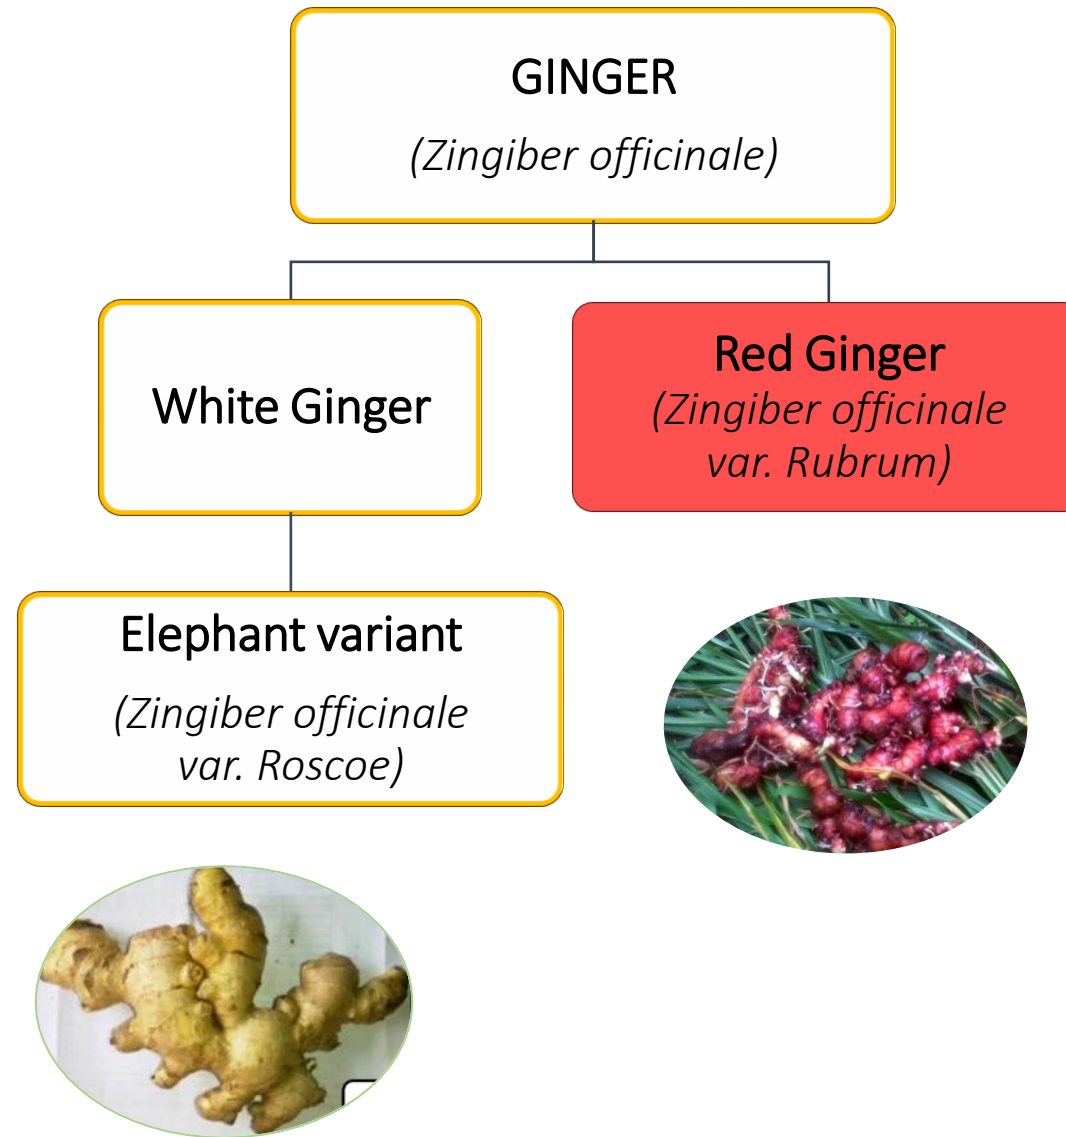 GINGER
(Zingiber officinale)
White Ginger
Red Ginger
(Zingiber officinale
var. Rubrum)
Elephant variant
(Zingiber officinale
var. Roscoe)